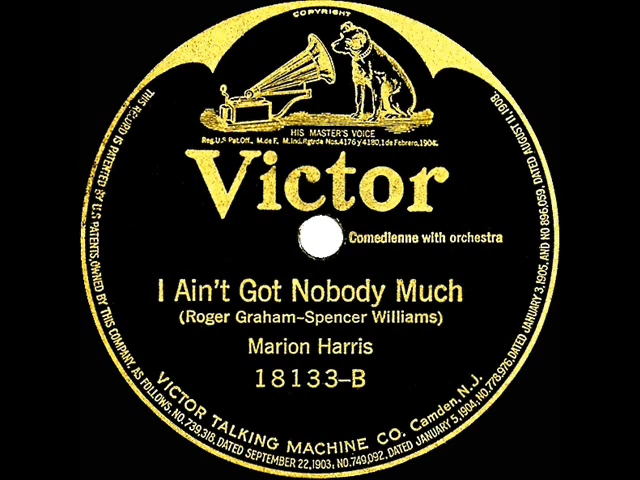 COPYRIGHT
HIS MASTER'S VOICE
Reg. U.S. Pat. Off., M. de F. M. Ind. Rgtrda Nos. 4176 y 4180, 1 de Febrero, 1904.
Victor
Comedienne with orchestra
I Ain't Got Nobody Much
(Roger Graham-Spencer Williams)
Marion Harris
18133-B
VICTOR TALKING MACHINE CO. Camden, N.J.
THIS RECORD IS PATENTED BY U.S. PATENTS, OWNED BY THIS COMPANY, AS FOLLOWS, NO. 739,318, DATED SEPTEMBER 22, 1903, NO. 749,092, DATED JANUARY 5, 1904, NO. 778,976, DATED JANUARY 3, 1905, AND NO. 896,059, DATED AUGUST 11, 1908.